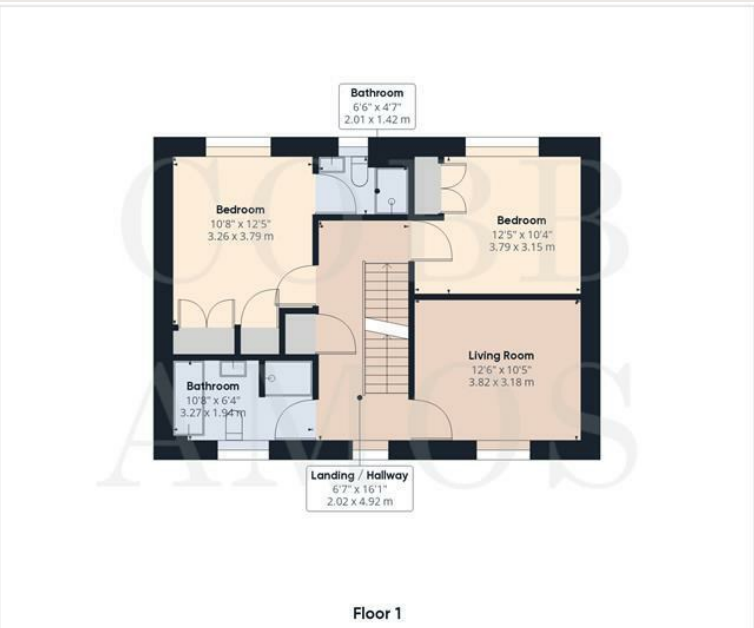 Bathroom
6'6" x 4'7"
2.01 x 1.42 m
COBB
AMOS
Bedroom
10'8" x 12'5"
3.26 x 3.79 m
Bedroom
12'5" x 10'4"
3.79 x 3.15 m
Living Room
12'6" x 10'5"
3.82 x 3.18 m
Bathroom
10'8" x 6'4"
3.27 x 1.94 m
Landing / Hallway
6'7" x 16'1"
2.02 x 4.92 m
Floor 1